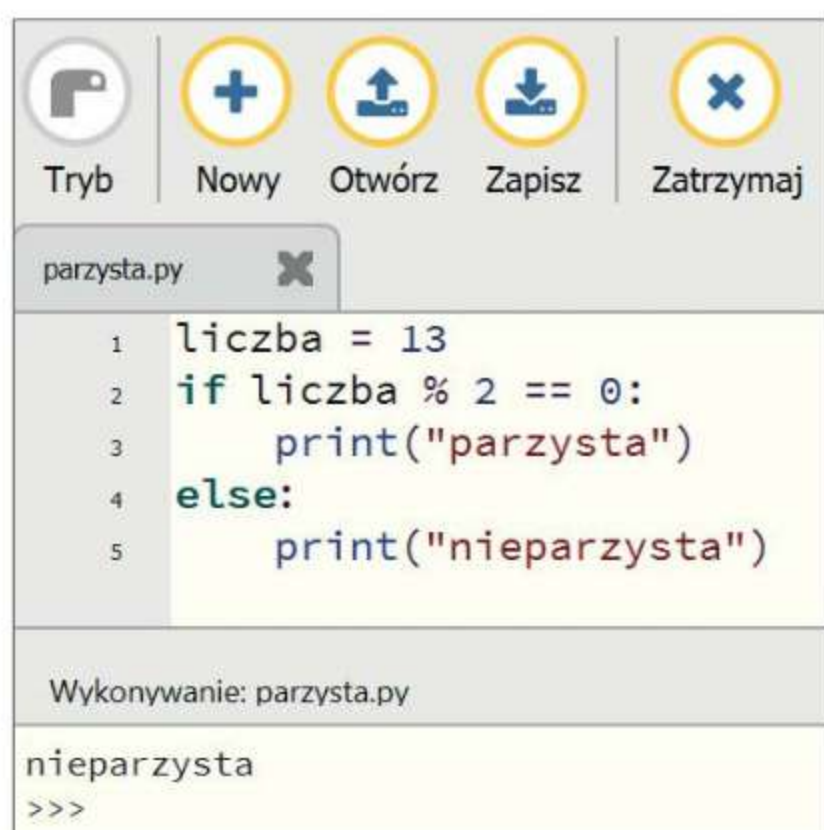 Tryb Nowy Otwórz Zapisz Zatrzymaj
parzysta.py
1 liczba = 13
2 if liczba % 2 == 0:
3     print("parzysta")
4 else:
5     print("nieparzysta")
Wykonywanie: parzysta.py
nieparzysta
>>>